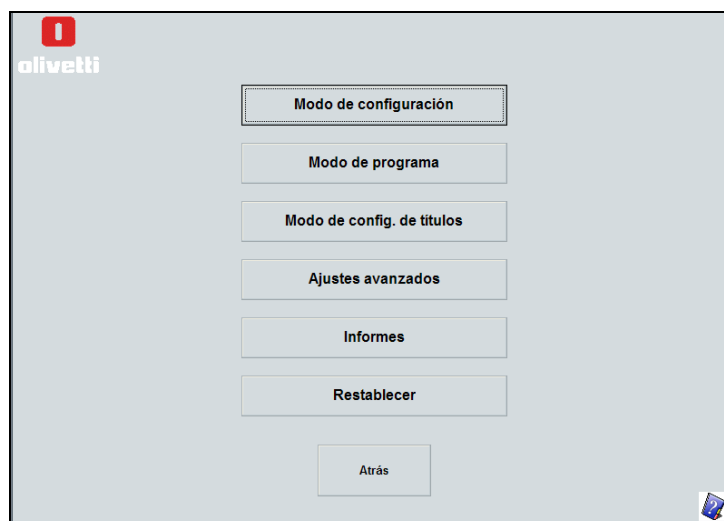 olivetti
Modo de configuración
Modo de programa
Modo de config. de títulos
Ajustes avanzados
Informes
Restablecer
Atrás
?